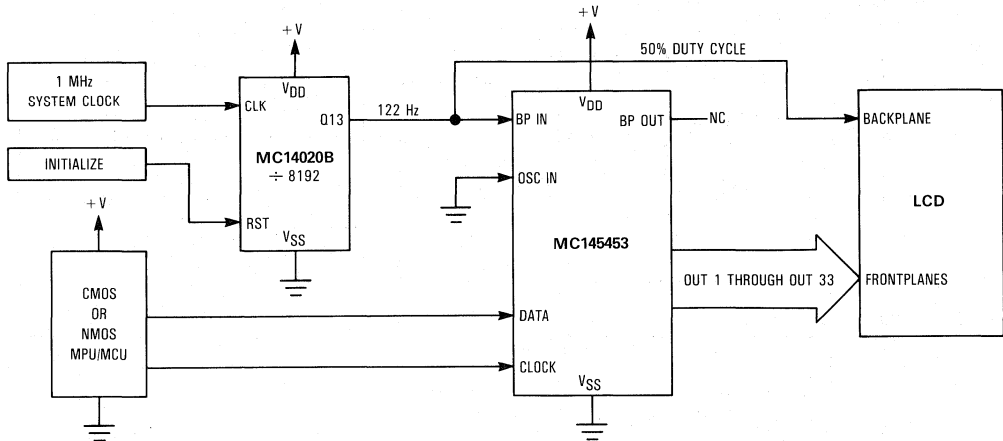 +V
+V
50% DUTY CYCLE
1 MHz
SYSTEM CLOCK
VDD
CLK
Q13
122 Hz
VDD
BP IN
BP OUT
NC
BACKPLANE
INITIALIZE
MC14020B
÷ 8192
OSC IN
LCD
+V
RST
VSS
MC145453
CMOS
OR
NMOS
MPU/MCU
OUT 1 THROUGH OUT 33
FRONTPLANES
DATA
CLOCK
VSS